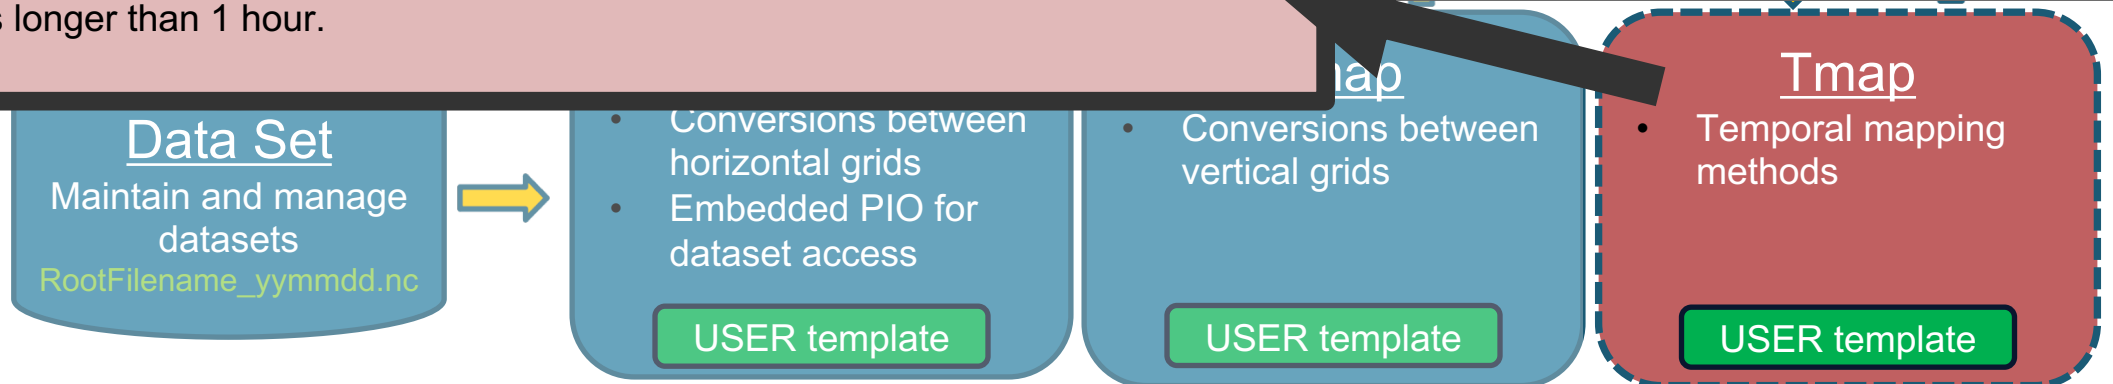 longer than 1 hour.
Data Set
Maintain and manage
datasets
RootFilename_yymmdd.nc
• Conversions between
horizontal grids
• Embedded PIO for
dataset access
USER template
• Conversions between
vertical grids
USER template
Tmap
• Temporal mapping
methods
USER template